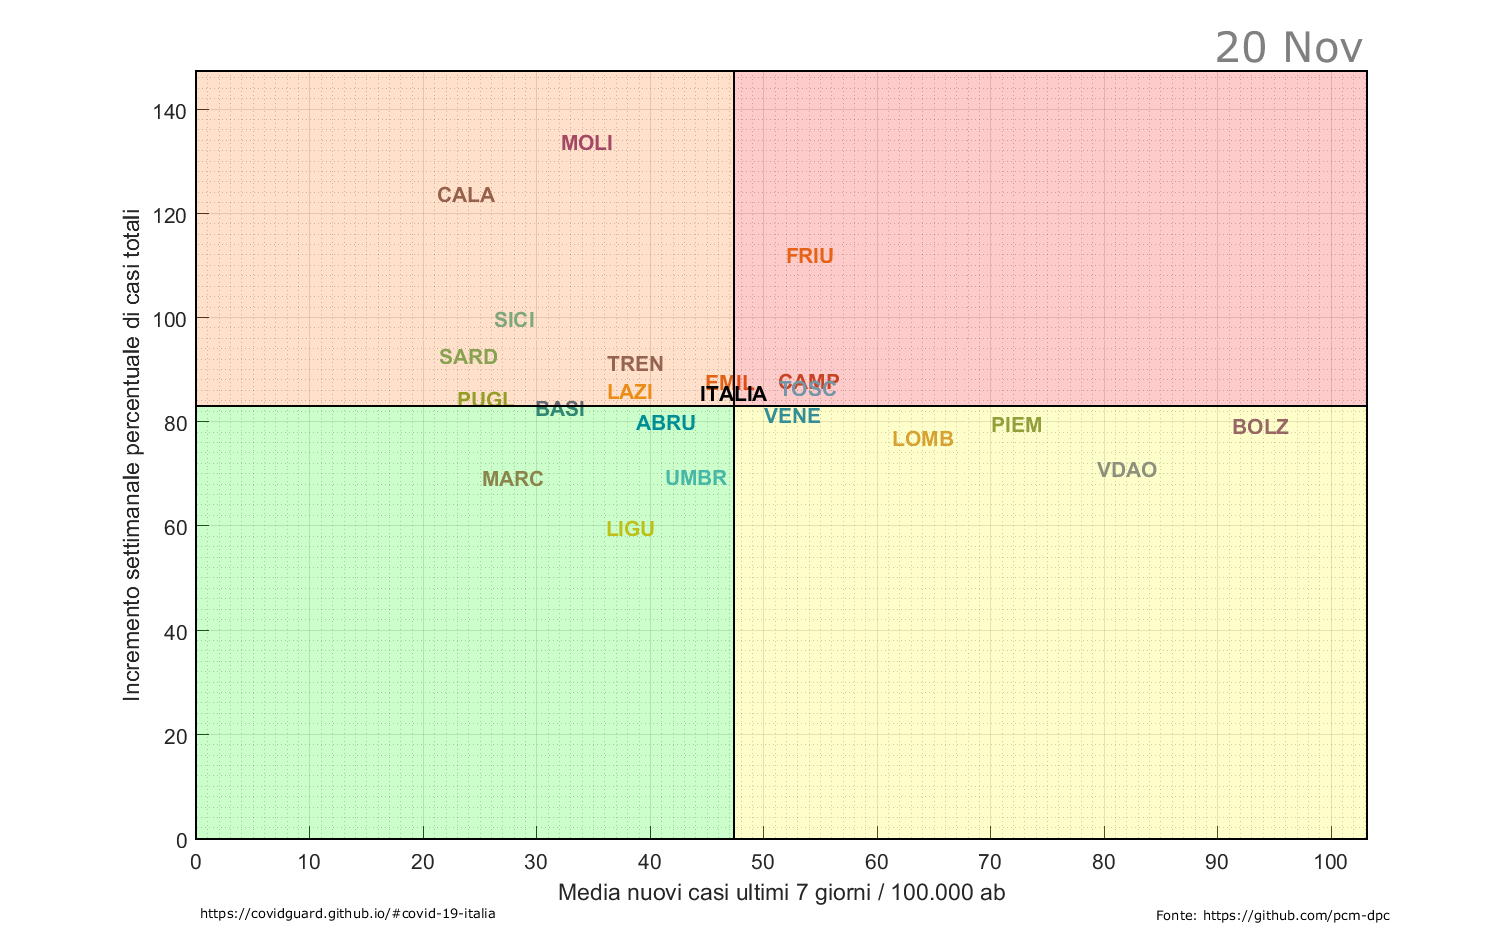 20 Nov
140
MOLI
CALA
120
FRIU
100
SICI
SARD
TREN
EMIL
CAMP
LAZI
ITALIA
TOSC
PUGL
BASI
80
ABRU
VENE
LOMB
PIEM
BOLZ
MARC
UMBR
VDAO
60
LIGU
40
20
0
Incremento settimanale percentuale di casi totali
0 10 20 30 40 50 60 70 80 90 100
Media nuovi casi ultimi 7 giorni / 100.000 ab
https://covidguard.github.io/#covid-19-italia
Fonte: https://github.com/pcm-dpc